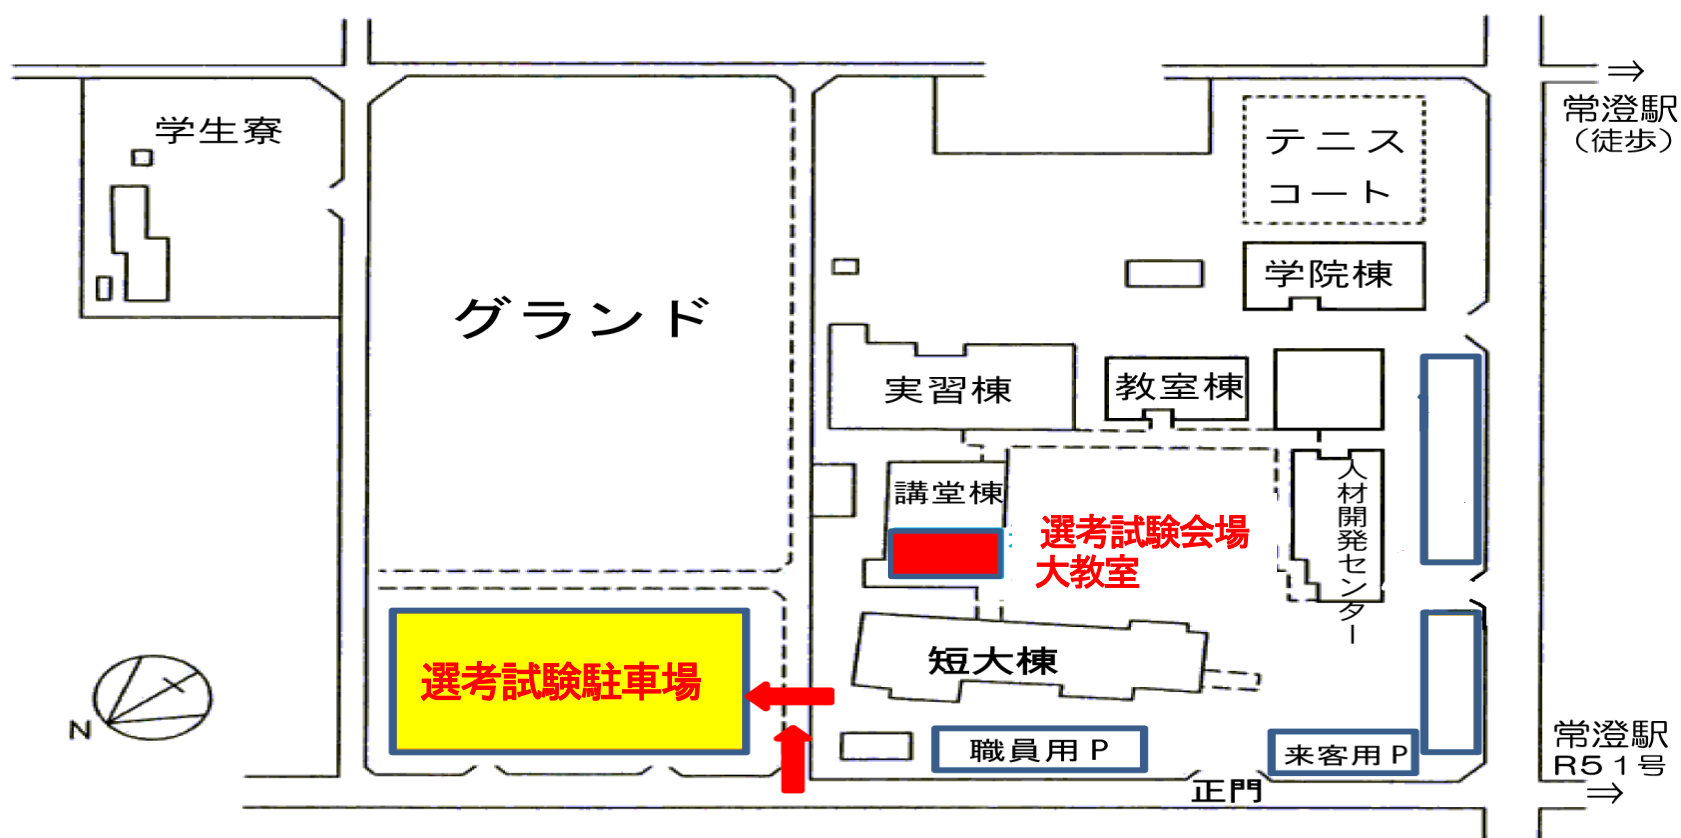 ⇒
常澄駅
（徒歩）
学生寮
テニス
コート
グランド
学院棟
実習棟
教室棟
講堂棟
人材開発センター
選考試験会場
大教室
短大棟
選考試験駐車場
N
職員用P
来客用P
正門
常澄駅
R51号
⇒